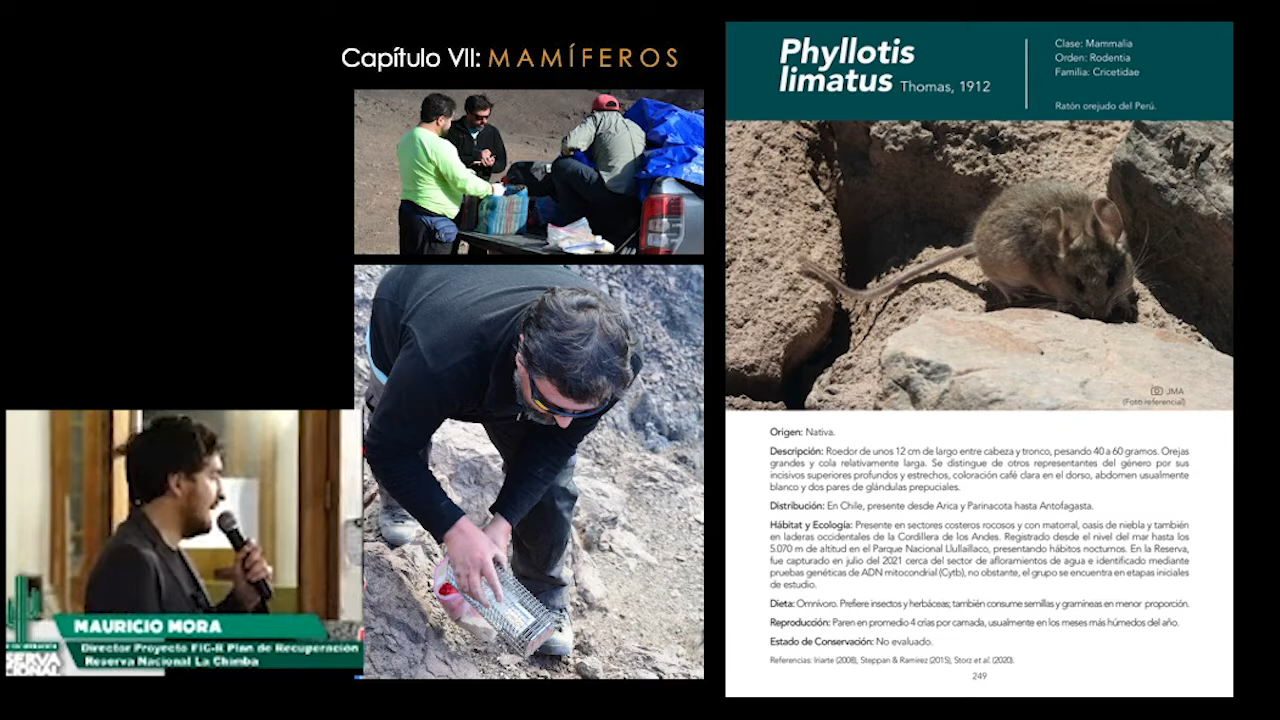 Capítulo VII: MAMÍFEROS
Phyllotis
limatus Thomas, 1912
Clase: Mammalia
Orden: Rodentia
Familia: Cricetidae
Ratón orejudo del Perú.
JMA
(Foto referencial)
Origen: Nativa.
Descripción: Roedor de unos 12 cm de largo entre cabeza y tronco, pesando 40 a 60 gramos. Orejas
grandes y cola relativamente larga. Se distingue de otros representantes del género por sus
incisivos superiores profundos y estrechos, coloración café clara en el dorso, abdomen usualmente
blanco y dos pares de glándulas prepuciales.
Distribución: En Chile, presente desde Arica y Parinacota hasta Antofagasta.
Hábitat y Ecología: Presente en sectores costeros rocosos y con matorral, oasis de niebla y también
en laderas occidentales de la Cordillera de los Andes. Registrado desde el nivel del mar hasta los
5.070 m de altitud en el Parque Nacional Llullaillaco, presentando hábitos nocturnos. En la Reserva,
fue capturado en julio del 2021 cerca del sector de afloramientos de agua e identificado mediante
pruebas genéticas de ADN mitocondrial (Cytb), no obstante, el grupo se encuentra en etapas iniciales
de estudio.
Dieta: Omnívoro. Prefiere insectos y herbáceas; también consume semillas y gramíneas en menor proporción.
Reproducción: Paren en promedio 4 crías por camada, usualmente en los meses más húmedos del año.
Estado de Conservación: No evaluado.
Referencias: Iriarte (2008), Steppan & Ramirez (2015), Storz et al. (2020).
249
MAURICIO MORA
Director Proyecto FIC-R Plan de Recuperación
Reserva Nacional La Chimba